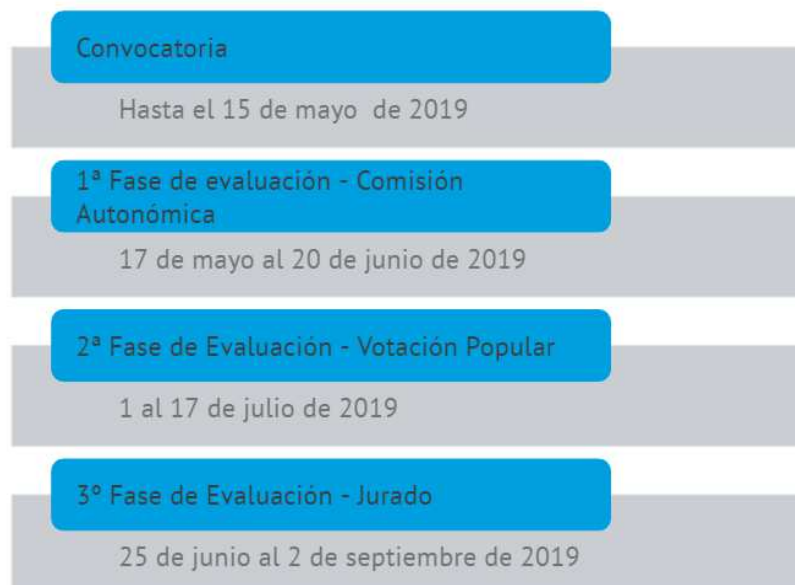 Convocatoria
Hasta el 15 de mayo de 2019
1ª Fase de evaluación - Comisión
Autonómica
17 de mayo al 20 de junio de 2019
2ª Fase de Evaluación - Votación Popular
1 al 17 de julio de 2019
3º Fase de Evaluación - Jurado
25 de junio al 2 de septiembre de 2019